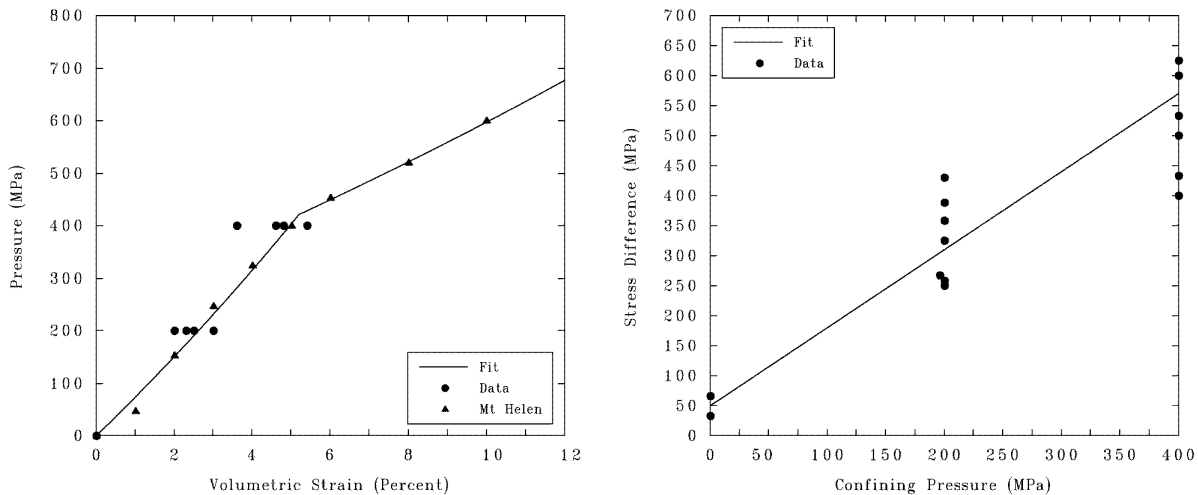 800
700
600
500
400
300
200
100
0
Pressure (MPa)
Fit
Data
Mt Helen
0 2 4 6 8 10 12
Volumetric Strain (Percent)
700
650
600
550
500
450
400
350
300
250
200
150
100
50
0
Stress Difference (MPa)
Fit
Data
0 50 100 150 200 250 300 350 400
Confining Pressure (MPa)